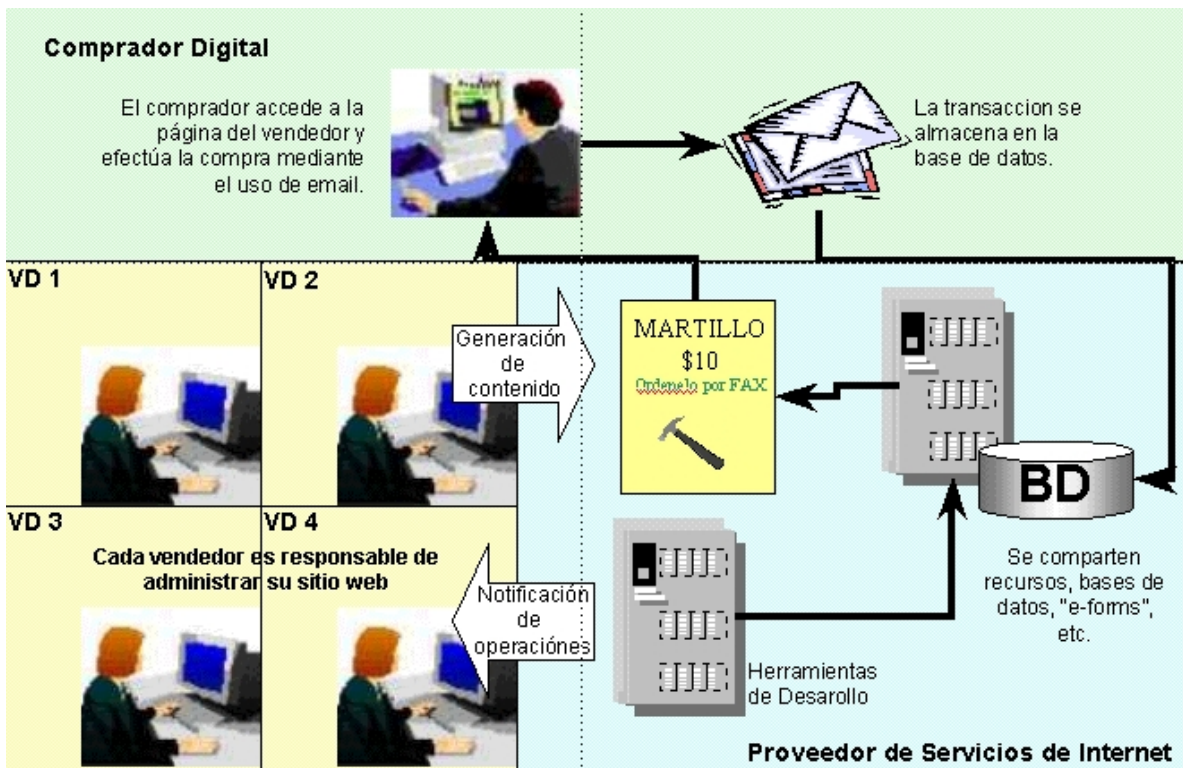 Comprador Digital
El comprador accede a la
página del vendedor y
efectúa la compra mediante
el uso de email.
La transaccion se
almacena en la
base de datos.
VD 1
VD 2
Generación
de
contenido
MARTILLO
$10
Ordenelo por FAX
BD
VD 3
VD 4
Cada vendedor es responsable de
administrar su sitio web
Notificación
de
operaciónes
Se comparten
recursos, bases de
datos, "e-forms",
etc.
Herramientas
de Desarollo
Proveedor de Servicios de Internet